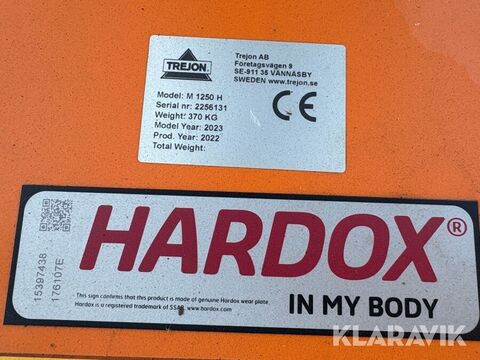 TREJON
Trejon AB
Företagsvägen 9
SE-911 35 VÄNNÄSBY
SWEDEN www.trejon.se
Model: M 1250 H
Serial nr: 2256131
Weight: 370 KG
Model Year: 2023
Prod. Year: 2022
Total Weight:
CE
HARDOX®
IN MY BODY
15397438
176107E
This sign confirms that this product is made of genuine Hardox wear plate.
Hardox is a registered trademark of SSAB. www.hardox.com
KLARAVIK